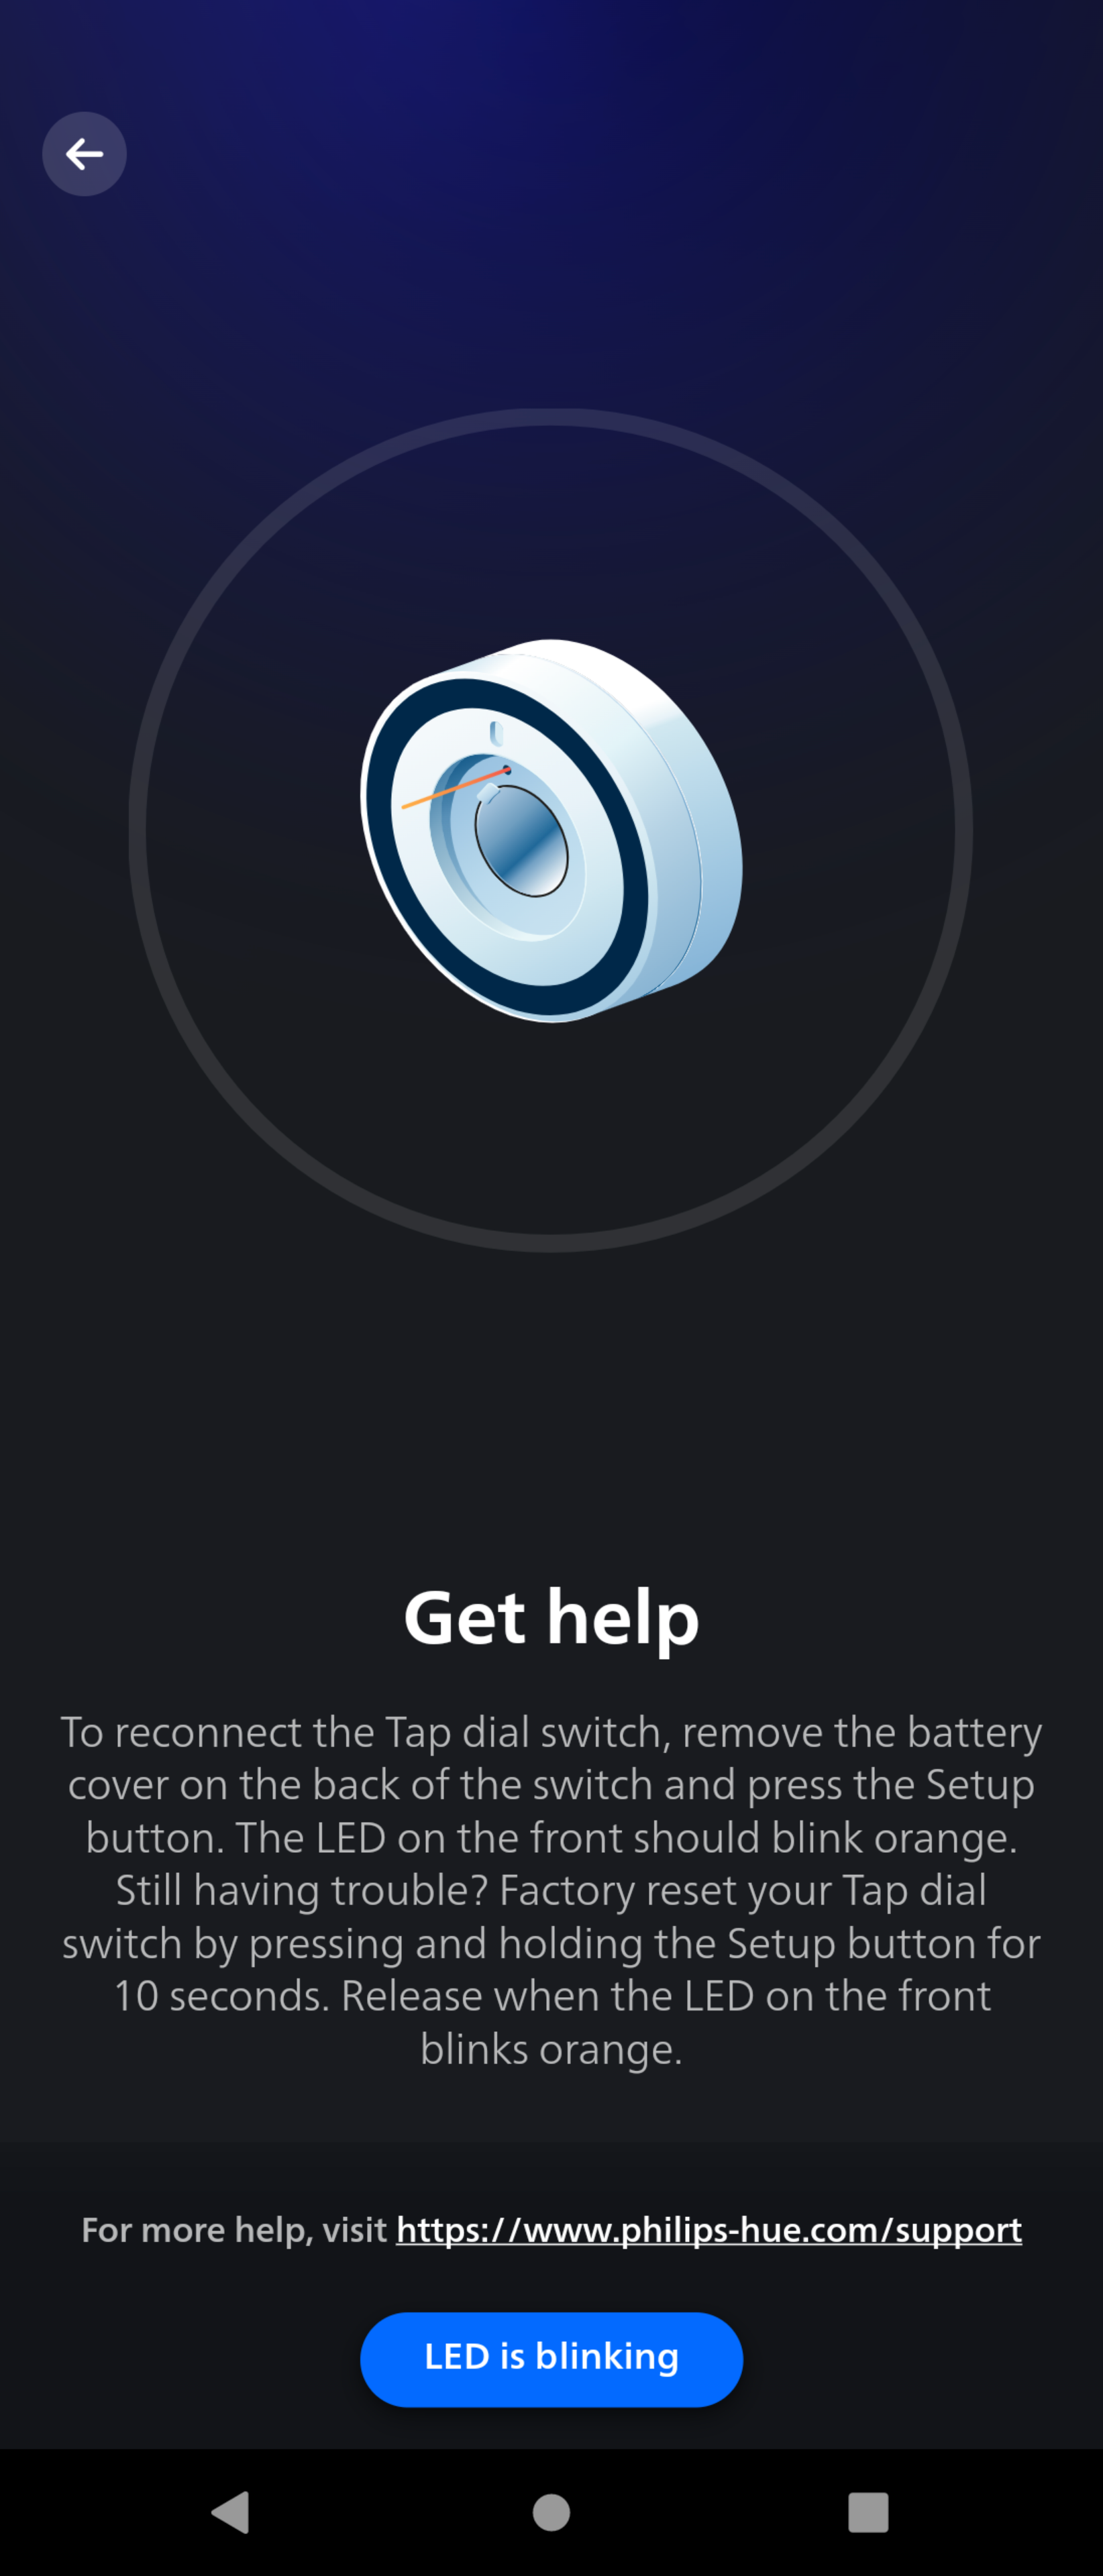 Get help
To reconnect the Tap dial switch, remove the battery
cover on the back of the switch and press the Setup
button. The LED on the front should blink orange.
Still having trouble? Factory reset your Tap dial
switch by pressing and holding the Setup button for
10 seconds. Release when the LED on the front
blinks orange.
For more help, visit https://www.philips-hue.com/support
LED is blinking